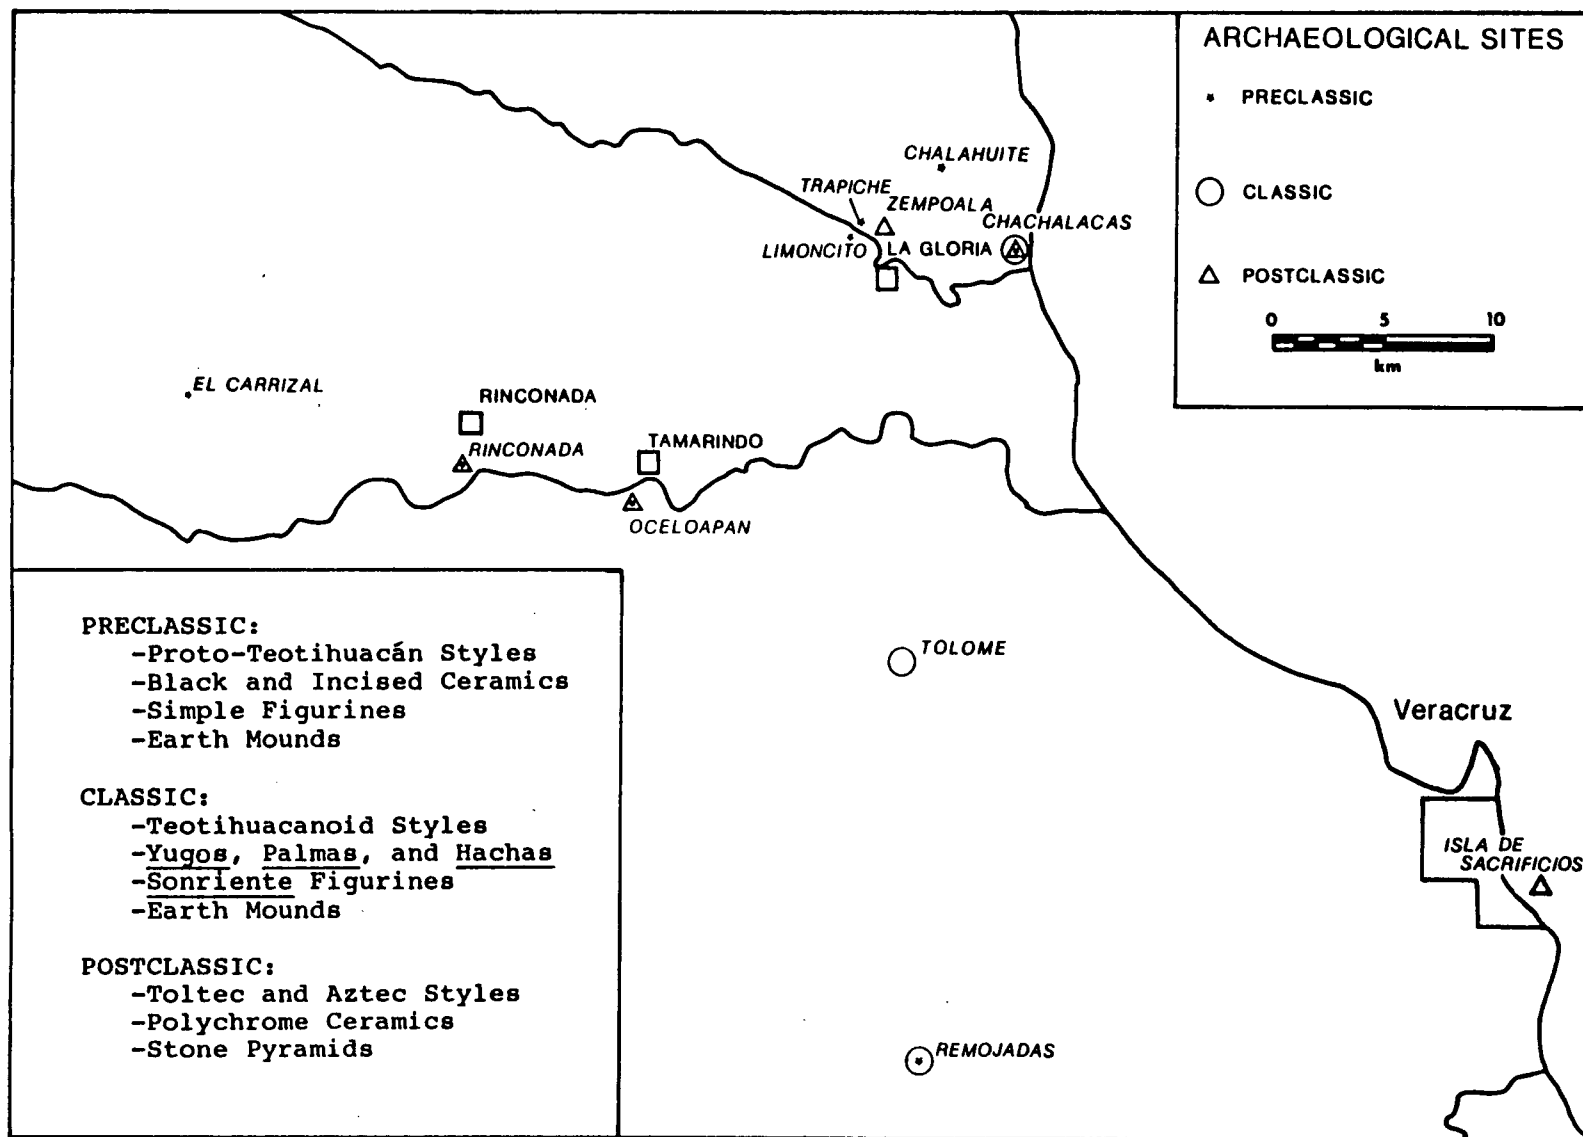 ARCHAEOLOGICAL SITES
PRECLASSIC
CLASSIC
POSTCLASSIC
0 5 10
km
CHALAHUITE
TRAPICHE
ZEMPOALA
CHACHALACAS
LIMONCITO
LA GLORIA
EL CARRIZAL
RINCONADA
RINCONADA
TAMARINDO
OCELOAPAN
TOLOME
Veracruz
ISLA DE
SACRIFICIOS
REMOJADAS
PRECLASSIC:
-Proto-Teotihuacán Styles
-Black and Incised Ceramics
-Simple Figurines
-Earth Mounds
CLASSIC:
-Teotihuacanoid Styles
-Yugos, Palmas, and Hachas
-Sonriente Figurines
-Earth Mounds
POSTCLASSIC:
-Toltec and Aztec Styles
-Polychrome Ceramics
-Stone Pyramids